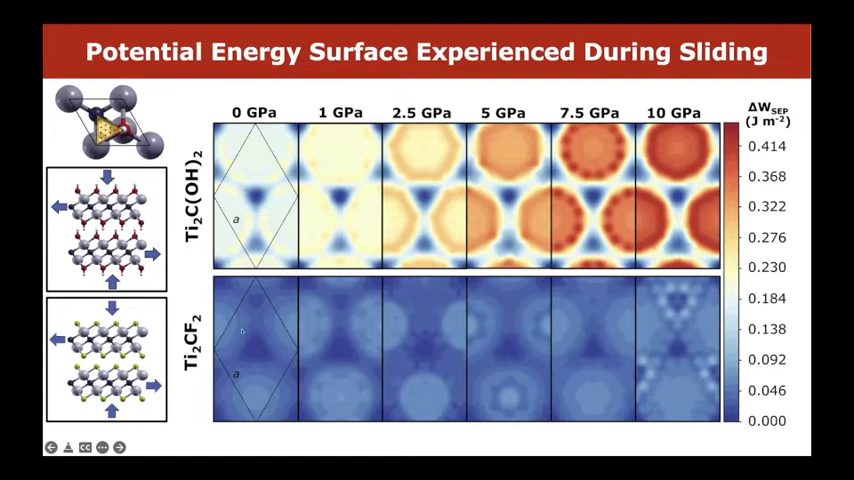 Potential Energy Surface Experienced During Sliding
0 GPa 1 GPa 2.5 GPa 5 GPa 7.5 GPa 10 GPa
ΔW_SEP
(J m⁻²)
Ti₂C(OH)₂
a
0.414
0.368
0.322
0.276
0.230
0.184
0.138
0.092
0.046
0.000
Ti₂CF₂
a
CC